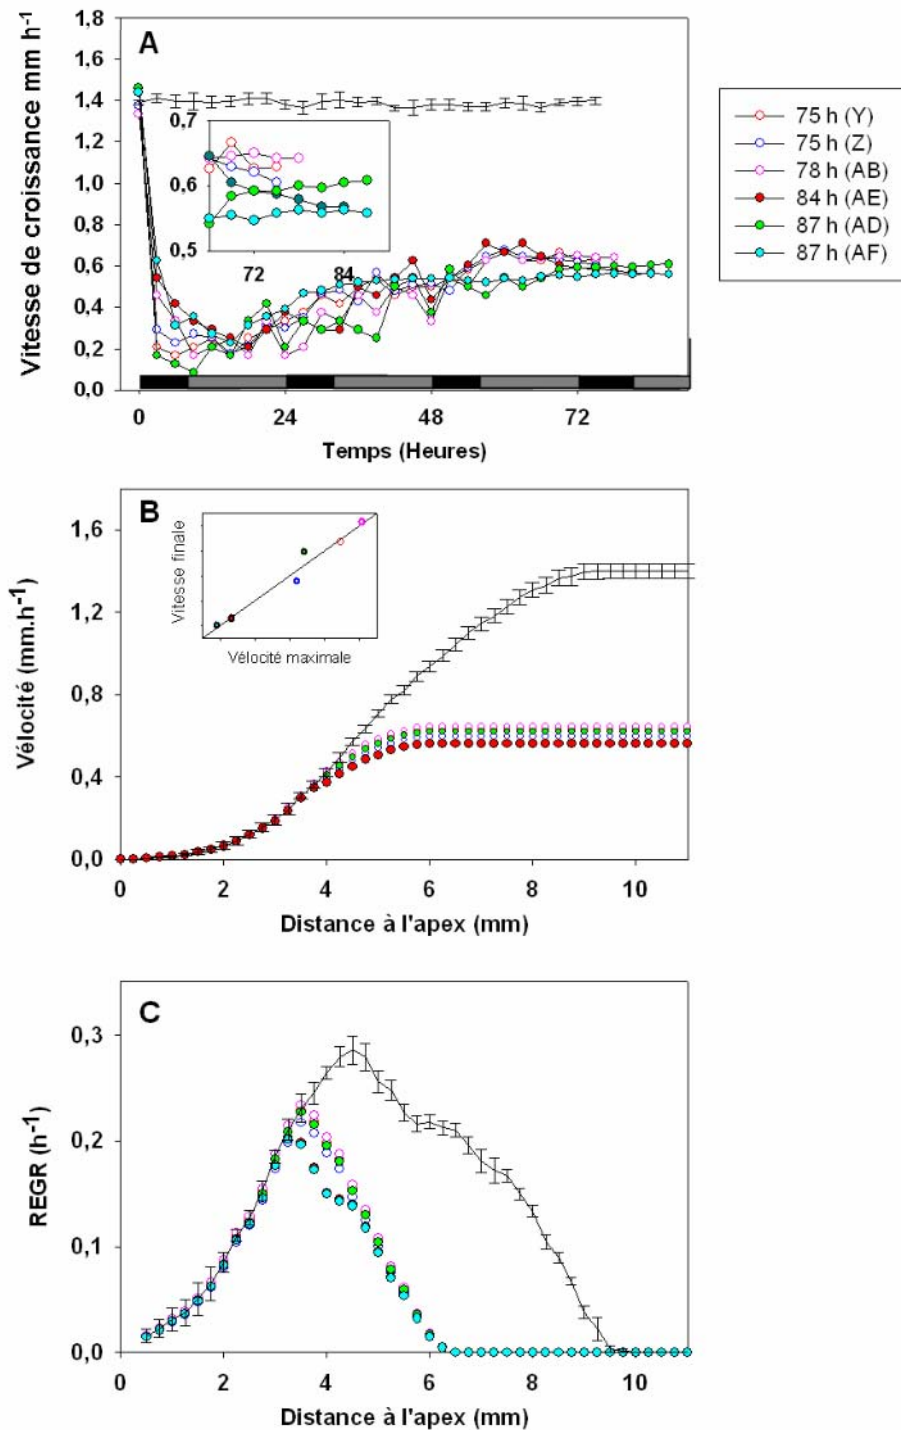 A
Vitesse de croissance mm h-1
1,8
1,6
1,4
1,2
1,0
0,8
0,6
0,4
0,2
0,0
0,7
0,6
0,5
72 84
0 24 48 72
Temps (Heures)
75 h (Y)
75 h (Z)
78 h (AB)
84 h (AE)
87 h (AD)
87 h (AF)
B
Vélocité (mm.h-1)
1,6
1,2
0,8
0,4
0,0
Vitesse finale
Vélocité maximale
0 2 4 6 8 10
Distance à l'apex (mm)
C
REGR (h-1)
0,3
0,2
0,1
0,0
0 2 4 6 8 10
Distance à l'apex (mm)